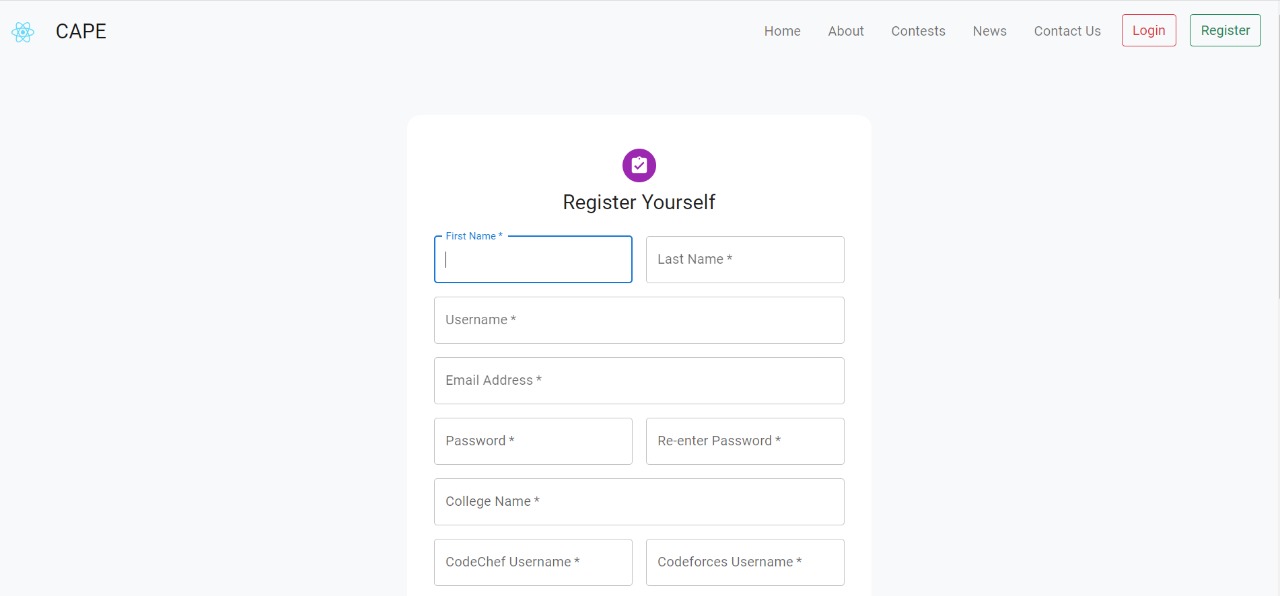 CAPE Home About Contests News Contact Us Login Register
Register Yourself
First Name *
Last Name *
Username *
Email Address *
Password * Re-enter Password *
College Name *
CodeChef Username * Codeforces Username *